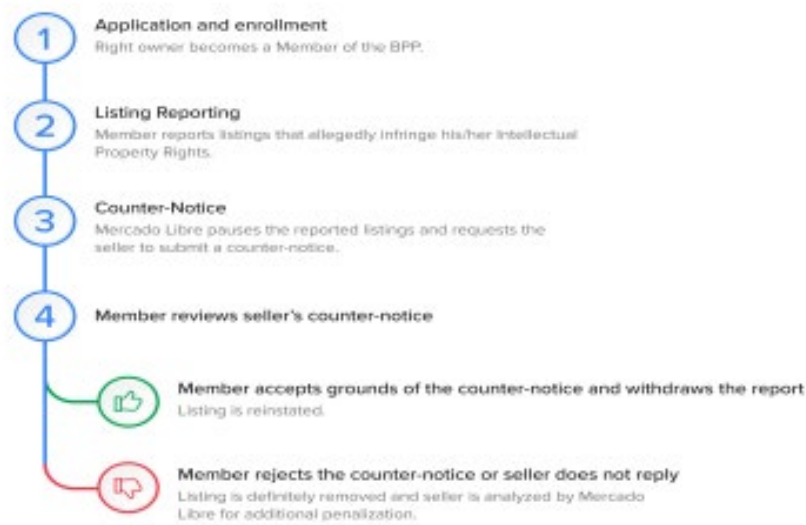 1
Application and enrollment
Right owner becomes a Member of the BPP.
2
Listing Reporting
Member reports listings that allegedly infringe his/her Intellectual
Property Rights.
3
Counter-Notice
Mercado Libre pauses the reported listings and requests the
seller to submit a counter-notice.
4
Member reviews seller's counter-notice
Member accepts grounds of the counter-notice and withdraws the report
Listing is reinstated.
Member rejects the counter-notice or seller does not reply
Listing is definitely removed and seller is analyzed by Mercado
Libre for additional penalization.